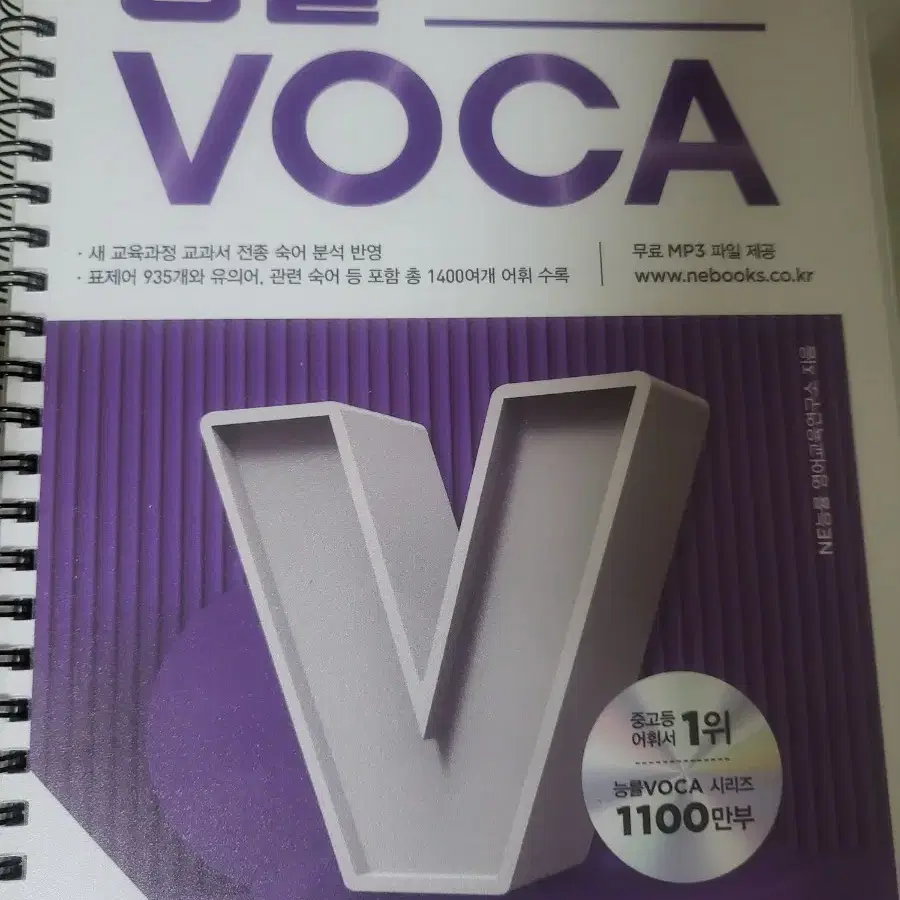 능률
VOCA
· 새 교육과정 교과서 전종 숙어 분석 반영
· 표제어 935개와 유의어, 관련 숙어 등 포함 총 1400여개 어휘 수록
무료 MP3 파일 제공
www.nebooks.co.kr
NE능률 영어교육연구소 지음
V
중고등
어휘서 1위
능률VOCA 시리즈
1100만부